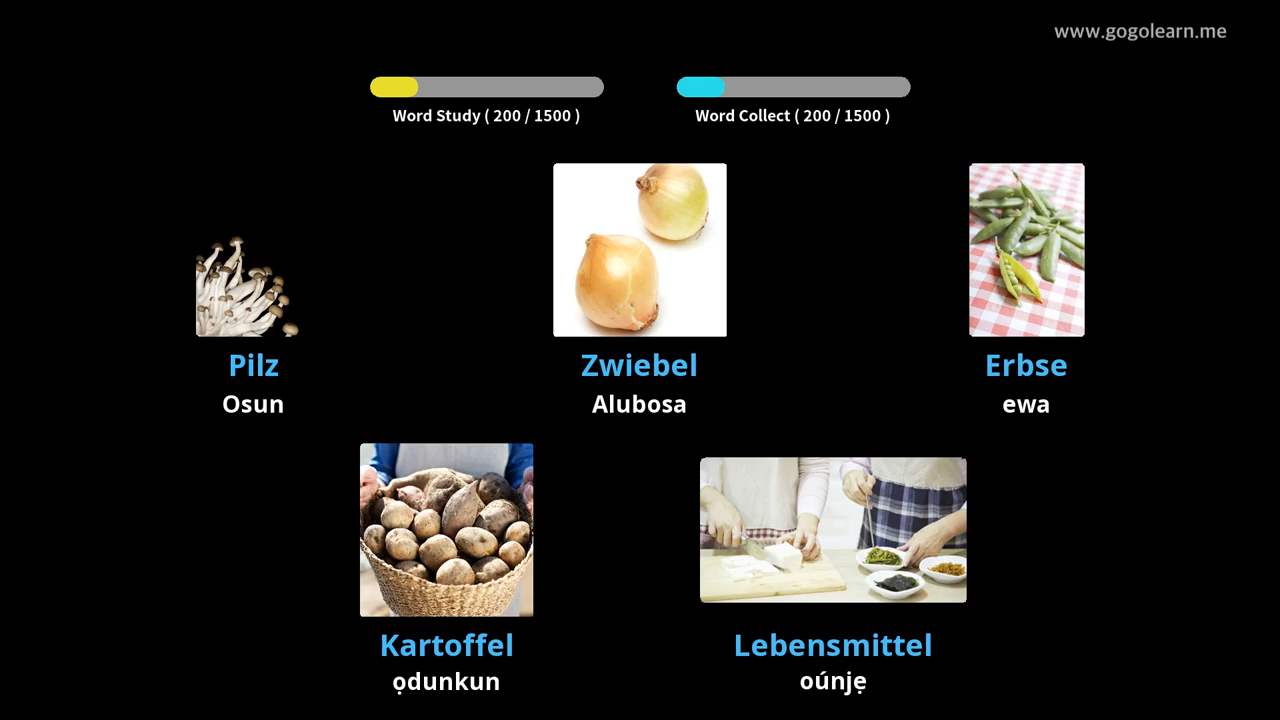 www.gogolearn.me
Word Study ( 200 / 1500 )
Word Collect ( 200 / 1500 )
Pilz
Osun
Zwiebel
Alubosa
Erbse
ewa
Kartoffel
ọdunkun
Lebensmittel
oúnjẹ